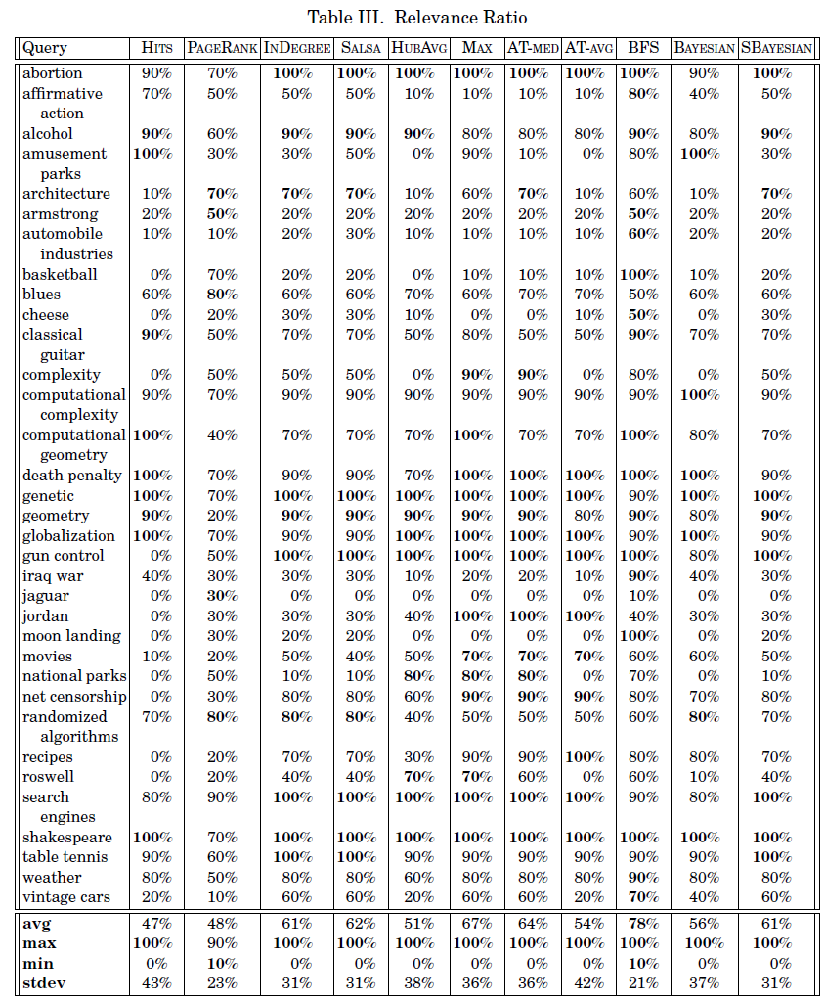 Table III. Relevance Ratio
Query HITS PAGERANK INDEGREE SALSA HUBAVG MAX AT-MED AT-AVG BFS BAYESIAN SBAYESIAN
abortion 90% 70% 100% 100% 100% 100% 100% 100% 100% 90% 100%
affirmative 70% 50% 50% 50% 10% 10% 10% 10% 80% 40% 50%
action
alcohol 90% 60% 90% 90% 90% 80% 80% 80% 90% 80% 90%
amusement 100% 30% 30% 50% 0% 90% 10% 0% 80% 100% 30%
parks
architecture 10% 70% 70% 70% 10% 60% 70% 10% 60% 10% 70%
armstrong 20% 50% 20% 20% 20% 20% 20% 20% 50% 20% 20%
automobile 10% 10% 20% 30% 10% 10% 10% 10% 60% 20% 20%
industries
basketball 0% 70% 20% 20% 0% 10% 10% 10% 100% 10% 20%
blues 60% 80% 60% 60% 70% 60% 70% 70% 50% 60% 60%
cheese 0% 20% 30% 30% 10% 0% 0% 10% 50% 0% 30%
classical 90% 50% 70% 70% 50% 80% 50% 50% 90% 70% 70%
guitar
complexity 0% 50% 50% 50% 0% 90% 90% 0% 80% 0% 50%
computational 90% 70% 90% 90% 90% 90% 90% 90% 90% 100% 90%
complexity
computational 100% 40% 70% 70% 70% 100% 70% 70% 100% 80% 70%
geometry
death penalty 100% 70% 90% 90% 70% 100% 100% 100% 100% 100% 90%
genetic 100% 70% 100% 100% 100% 100% 100% 100% 90% 100% 100%
geometry 90% 20% 90% 90% 90% 90% 90% 80% 90% 80% 90%
globalization 100% 70% 90% 90% 100% 100% 100% 100% 90% 100% 90%
gun control 0% 50% 100% 100% 100% 100% 100% 100% 100% 80% 100%
iraq war 40% 30% 30% 30% 10% 20% 20% 10% 90% 40% 30%
jaguar 0% 30% 0% 0% 0% 0% 0% 0% 10% 0% 0%
jordan 0% 30% 30% 30% 40% 100% 100% 100% 40% 30% 30%
moon landing 0% 30% 20% 20% 0% 0% 0% 0% 100% 0% 20%
movies 10% 20% 50% 40% 50% 70% 70% 70% 60% 60% 50%
national parks 0% 50% 10% 10% 80% 80% 80% 0% 70% 0% 10%
net censorship 0% 30% 80% 80% 60% 90% 90% 90% 80% 70% 80%
randomized 70% 80% 80% 80% 40% 50% 50% 50% 60% 80% 70%
algorithms
recipes 0% 20% 70% 70% 30% 90% 90% 100% 80% 80% 70%
roswell 0% 20% 40% 40% 70% 70% 60% 0% 60% 10% 40%
search 80% 90% 100% 100% 100% 100% 100% 100% 90% 80% 100%
engines
shakespeare 100% 70% 100% 100% 100% 100% 100% 100% 100% 100% 100%
table tennis 90% 60% 100% 100% 90% 90% 90% 90% 90% 90% 100%
weather 80% 50% 80% 80% 60% 80% 80% 80% 90% 80% 80%
vintage cars 20% 10% 60% 60% 20% 60% 60% 20% 70% 40% 60%
avg 47% 48% 61% 62% 51% 67% 64% 54% 78% 56% 61%
max 100% 90% 100% 100% 100% 100% 100% 100% 100% 100% 100%
min 0% 10% 0% 0% 0% 0% 0% 0% 10% 0% 0%
stdev 43% 23% 31% 31% 38% 36% 36% 42% 21% 37% 31%